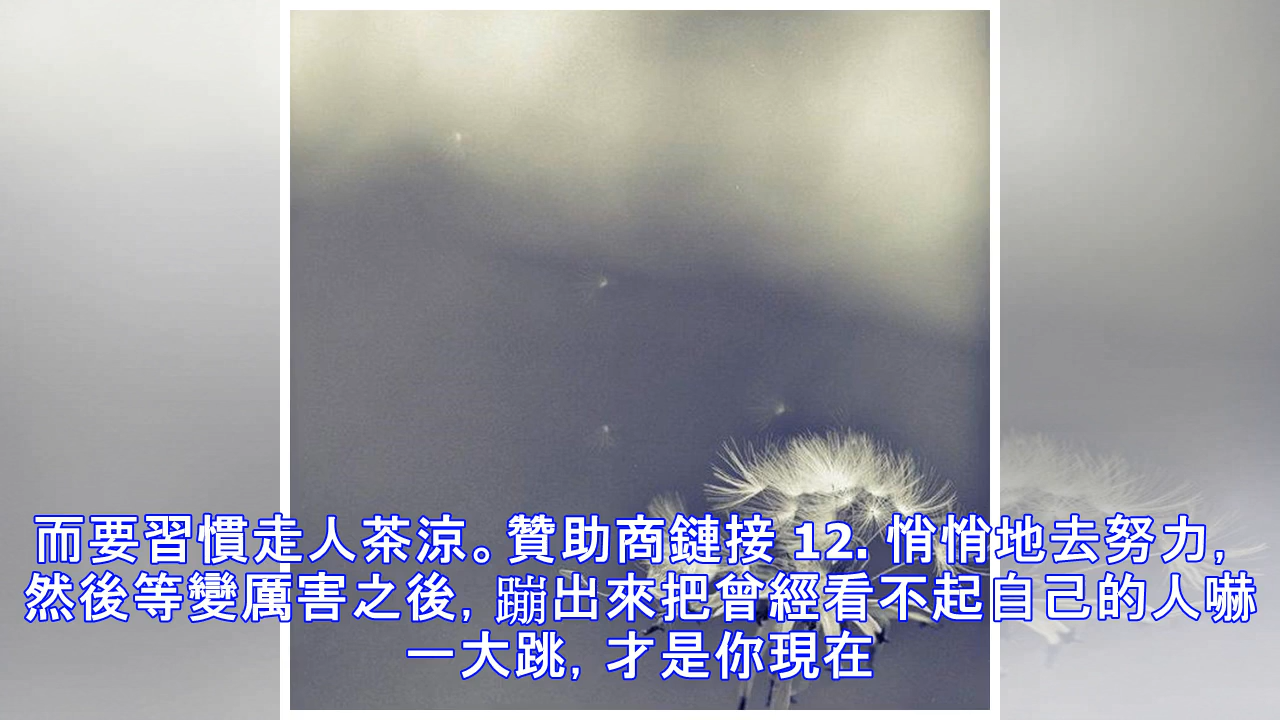 而要習慣走人茶涼。贊助商鏈接 12. 悄悄地去努力,
然後等變厲害之後, 蹦出來把曾經看不起自己的人嚇
一大跳, 才是你現在